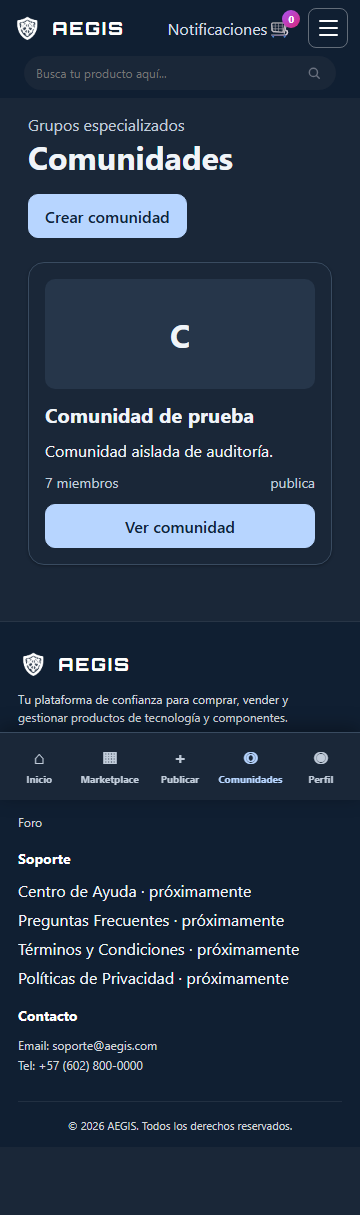 AEGIS
Notificaciones
0
Busca tu producto aquí...
Grupos especializados
Comunidades
Crear comunidad
C
Comunidad de prueba
Comunidad aislada de auditoría.
7 miembros publica
Ver comunidad
AEGIS
Tu plataforma de confianza para comprar, vender y
gestionar productos de tecnología y componentes.
Inicio Marketplace Publicar Comunidades Perfil
Foro
Soporte
Centro de Ayuda · próximamente
Preguntas Frecuentes · próximamente
Términos y Condiciones · próximamente
Políticas de Privacidad · próximamente
Contacto
Email: soporte@aegis.com
Tel: +57 (602) 800-0000
© 2026 AEGIS. Todos los derechos reservados.